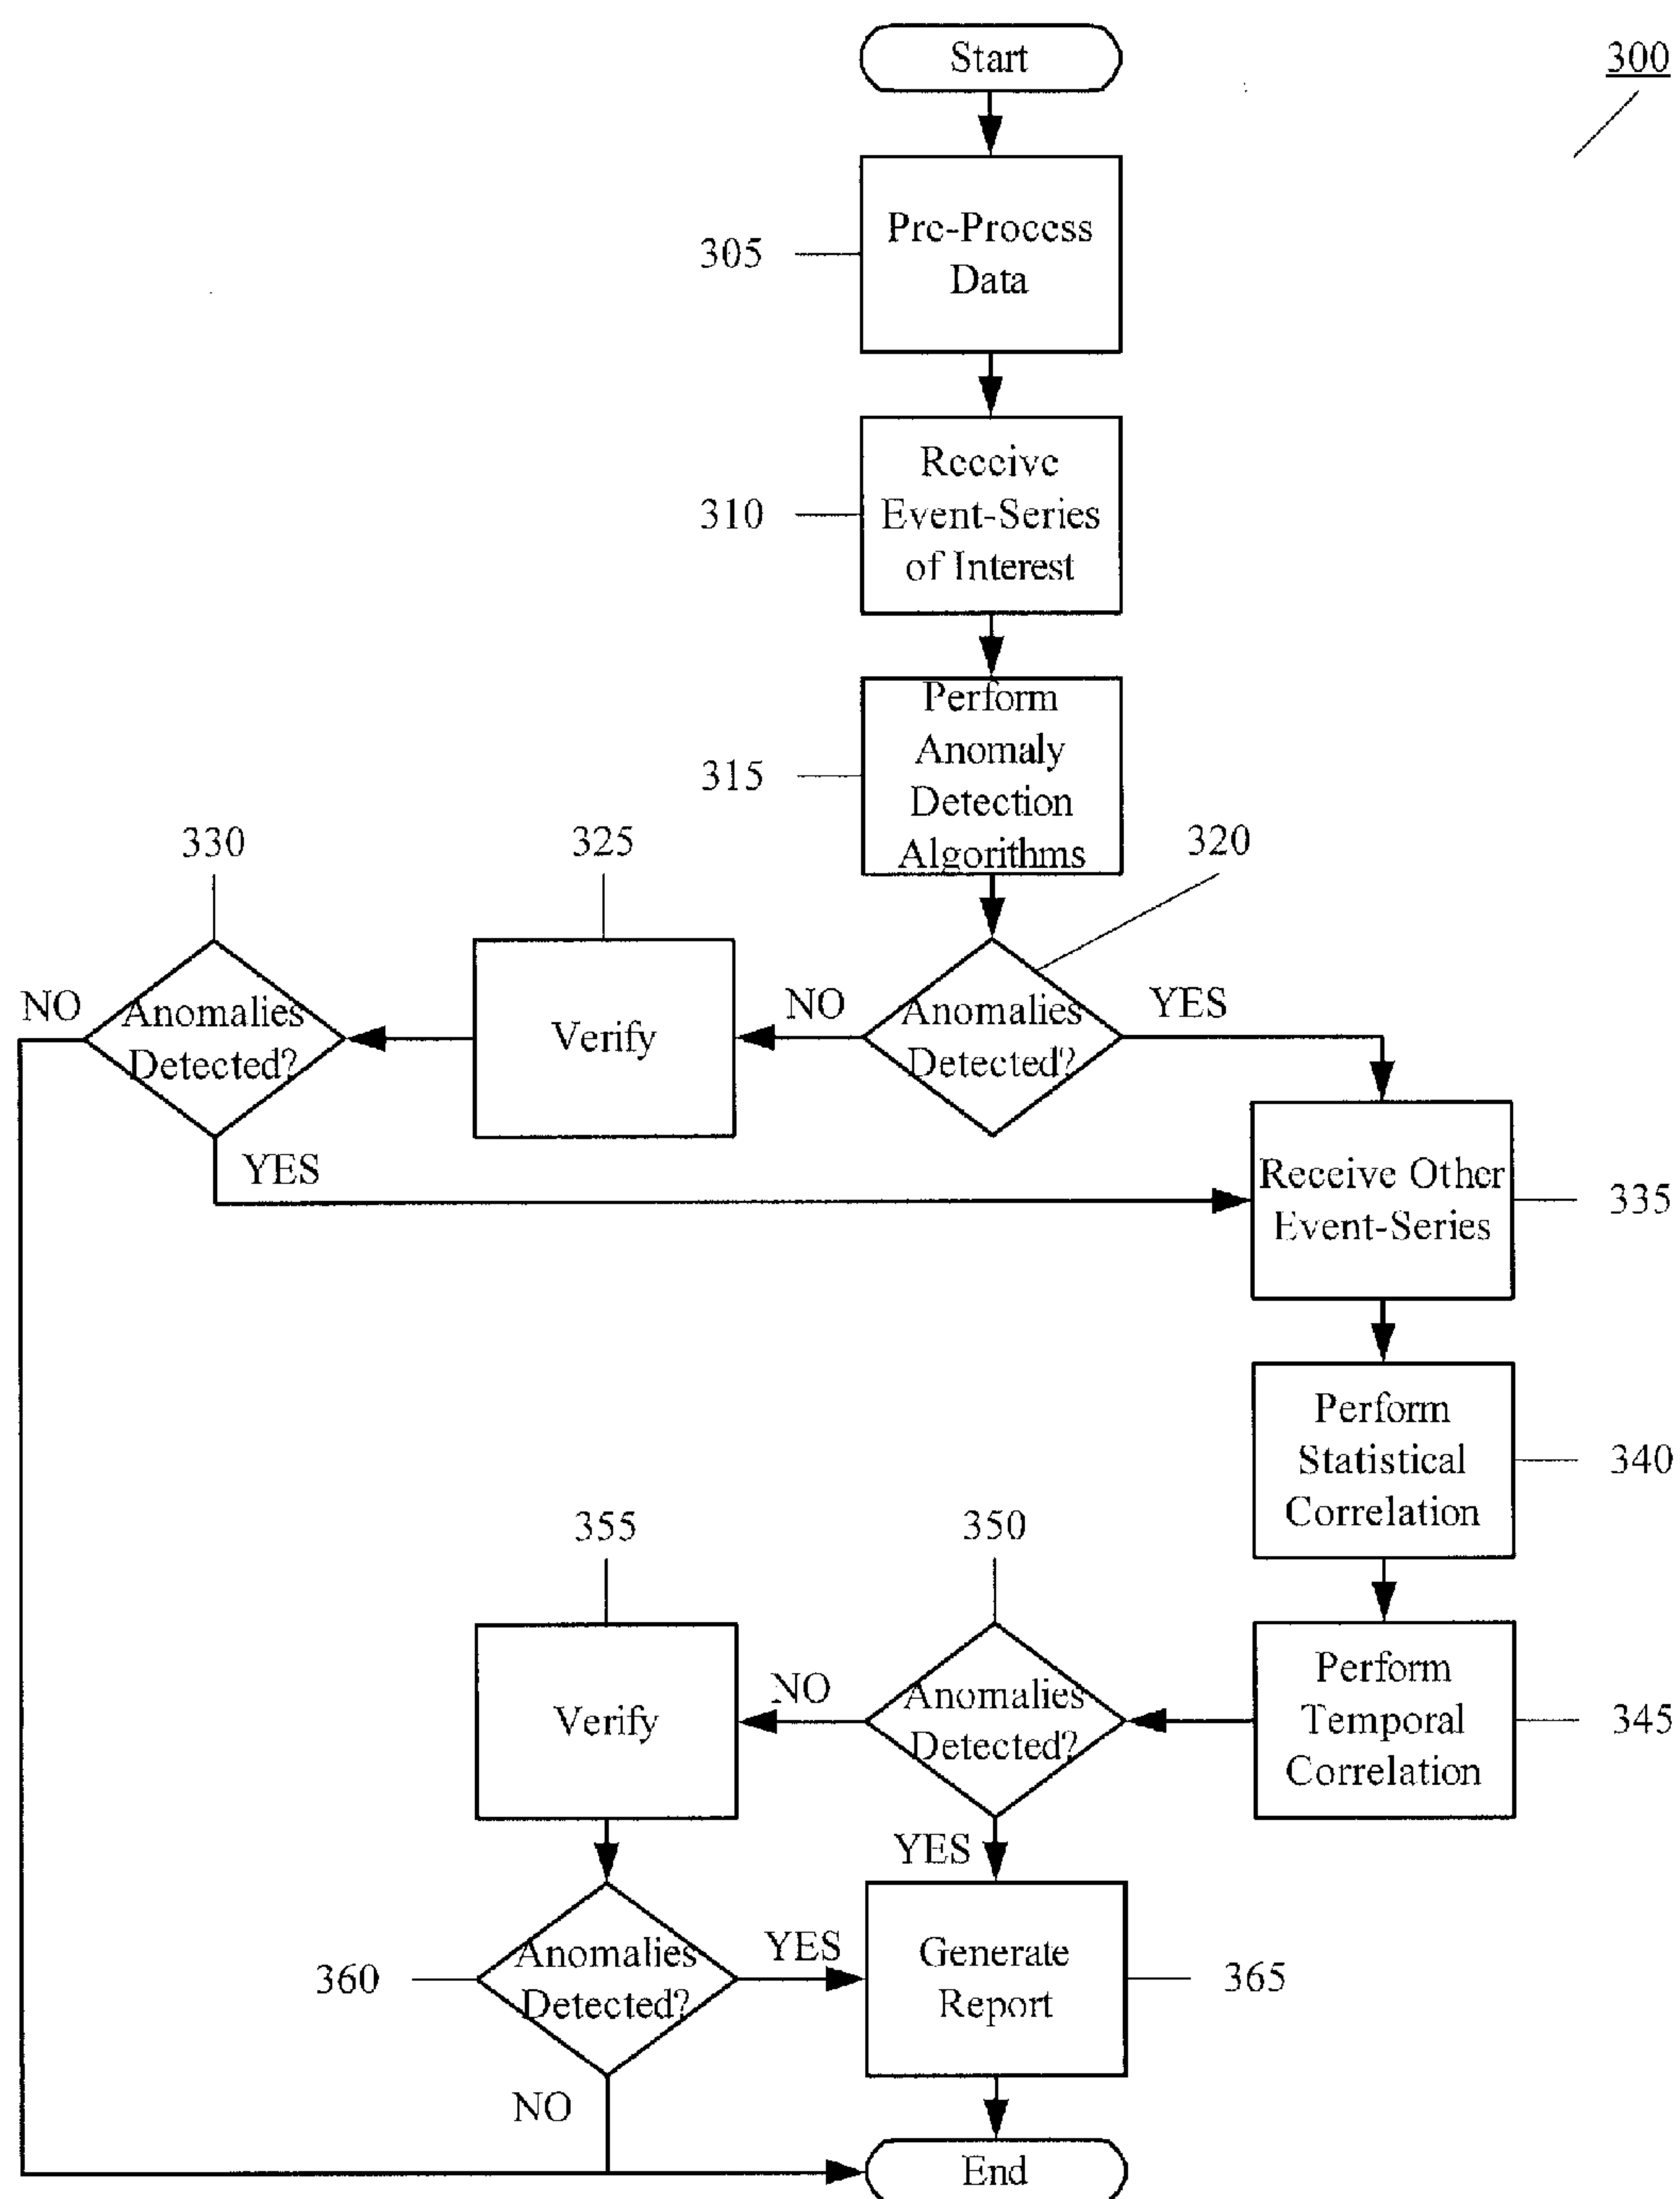 Start
300
Pre-Process
Data
305
Receive
Event-Series
of Interest
310
Perform
Anomaly
Detection
Algorithms
315
320
325
330
Anomalies
Detected?
NO
YES
Verify
Anomalies
Detected?
NO
YES
Receive Other
Event-Series
335
Perform
Statistical
Correlation
340
Perform
Temporal
Correlation
345
350
355
Anomalies
Detected?
NO
YES
Verify
Anomalies
Detected?
360
YES
NO
Generate
Report
365
End